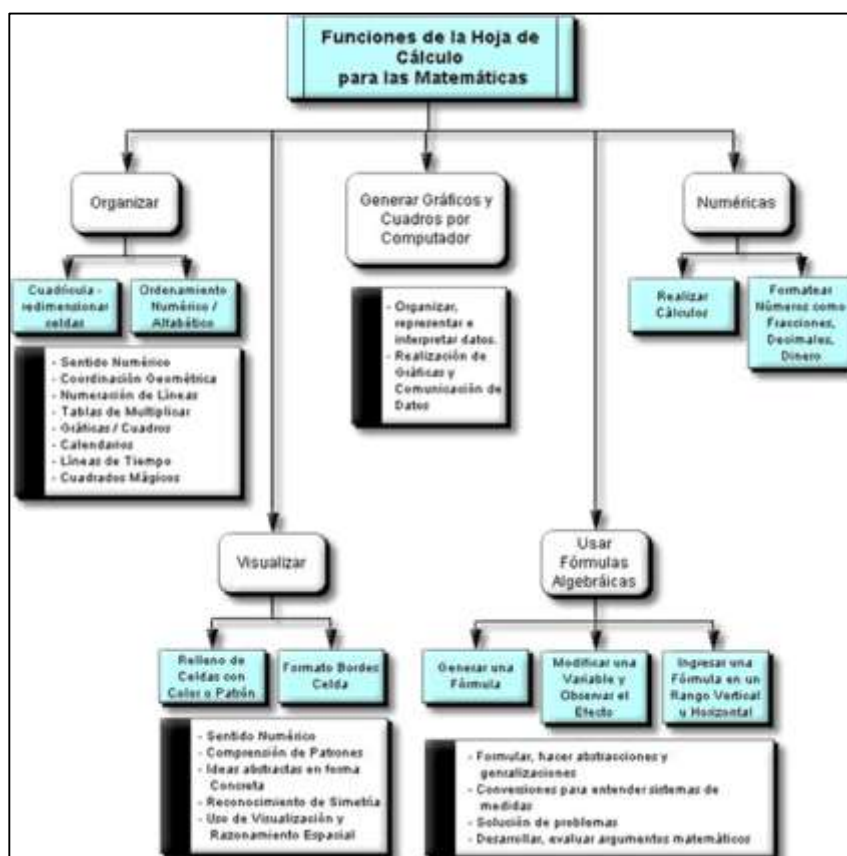 Funciones de la Hoja de
Cálculo
para las Matemáticas
Organizar
Generar Gráficos y
Cuadros por
Computador
Numéricas
Cuadrícula -
redimensionar
seldas
Ordenamiento
Numérico /
Alfabético
- Sentido Numérico
- Coordinación Geométrica
- Numeración de Líneas
- Tablas de Multiplicar
- Gráficas / Cuadros
- Calendarios
- Líneas de Tiempo
- Cuadrados Mágicos
- Organizar,
representar e
interpretar datos.
- Realización de
Gráficas y
Comunicación de
Datos
Realizar
Cálculos
Formatear
Números como
Fracciones,
Decimales,
Dinero
Visualizar
Usar
Fórmulas
Algebráicas
Relleno de
Celdas con
Color o Patrón
Formato Bordes
Celda
Generar una
Fórmula
Modificar una
Variable y
Observar el
Efecto
Ingresar una
Fórmula en un
Rango Vertical
u Horizontal
- Sentido Numérico
- Comprensión de Patrones
- Ideas abstractas en forma
Concreta
- Reconocimiento de Simetría
- Uso de Visualización y
Razonamiento Espacial
- Formular, hacer abstracciones y
genralizaciones
- Conversiones para entender sistemas de
medidas
- Solución de problemas
- Desarrollar, evaluar argumentos matemáticos